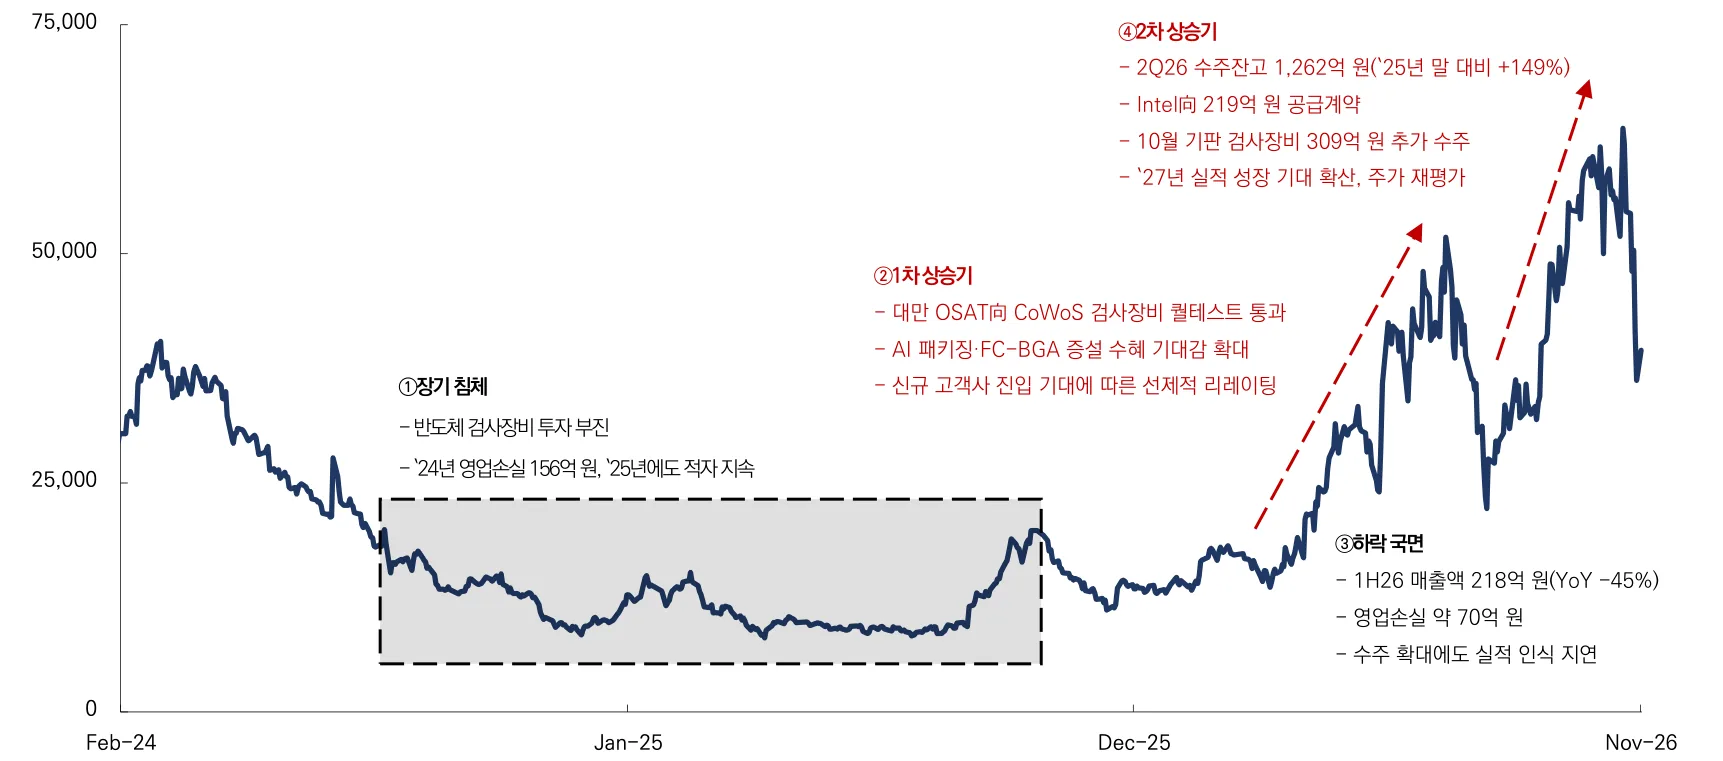 75,000
50,000
25,000
0
Feb-24
Jan-25
Dec-25
Nov-26
①장기 침체
- 반도체 검사장비 투자 부진
- `24년 영업손실 156억 원, `25년에도 적자 지속
②1차 상승기
- 대만 OSAT向 CoWoS 검사장비 퀄테스트 통과
- AI 패키징·FC-BGA 증설 수혜 기대감 확대
- 신규 고객사 진입 기대에 따른 선제적 리레이팅
③하락 국면
- 1H26 매출액 218억 원(YoY -45%)
- 영업손실 약 70억 원
- 수주 확대에도 실적 인식 지연
④2차 상승기
- 2Q26 수주잔고 1,262억 원(`25년 말 대비 +149%)
- Intel向 219억 원 공급계약
- 10월 기판 검사장비 309억 원 추가 수주
- `27년 실적 성장 기대 확산, 주가 재평가